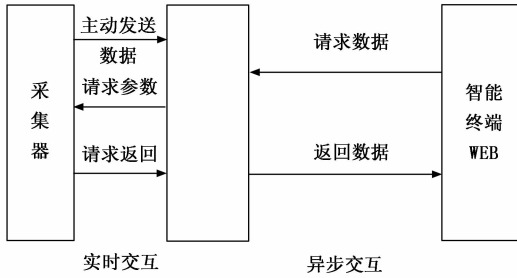 主动发送
数据
请求参数
请求返回
采
集
器
请求数据
返回数据
智能
终端
WEB
实时交互
异步交互